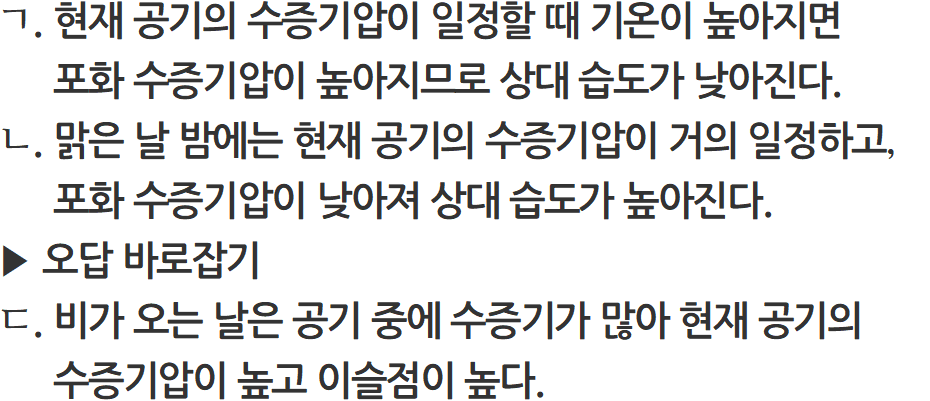 ㄱ. 현재 공기의 수증기압이 일정할 때 기온이 높아지면
포화 수증기압이 높아지므로 상대 습도가 낮아진다.
ㄴ. 맑은 날 밤에는 현재 공기의 수증기압이 거의 일정하고,
포화 수증기압이 낮아져 상대 습도가 높아진다.
▶ 오답 바로잡기
ㄷ. 비가 오는 날은 공기 중에 수증기가 많아 현재 공기의
수증기압이 높고 이슬점이 높다.